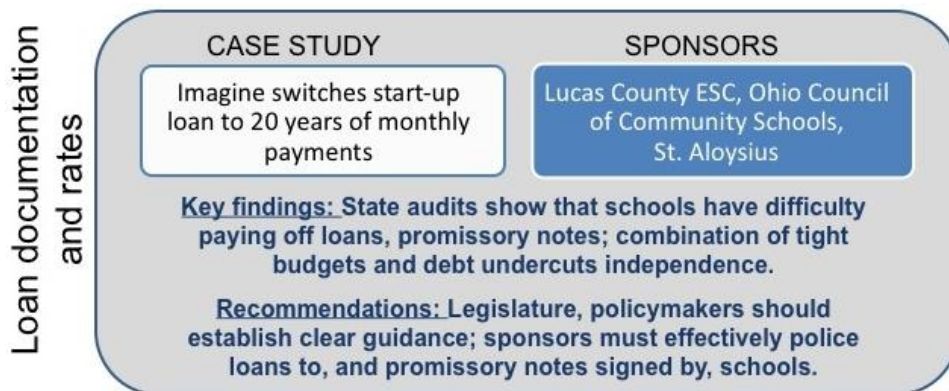 Loan documentation
and rates
CASE STUDY
Imagine switches start-up
loan to 20 years of monthly
payments
SPONSORS
Lucas County ESC, Ohio Council
of Community Schools,
St. Aloysius
Key findings: State audits show that schools have difficulty
paying off loans, promissory notes; combination of tight
budgets and debt undercuts independence.
Recommendations: Legislature, policymakers should
establish clear guidance; sponsors must effectively police
loans to, and promissory notes signed by, schools.